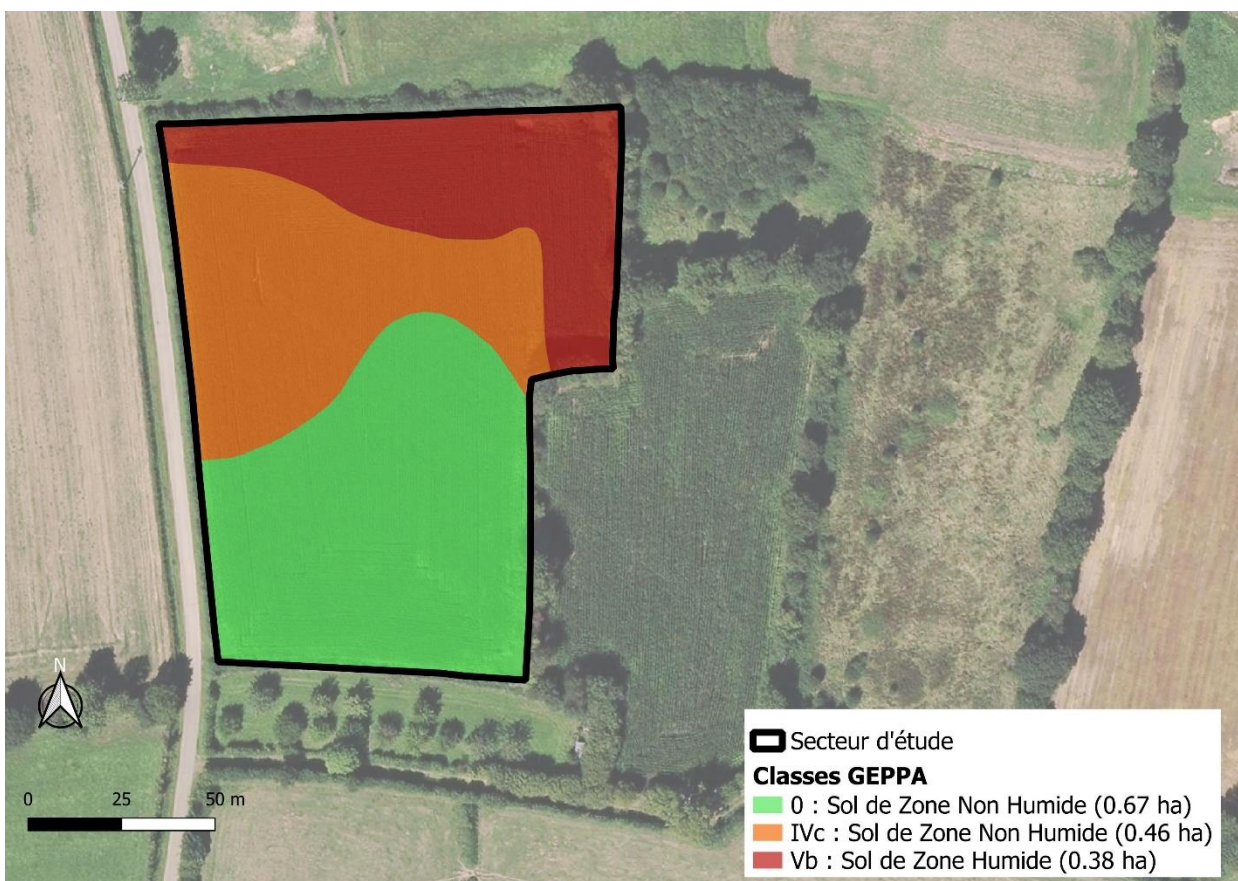 N
0 25 50 m
Secteur d'étude
Classes GEPPA
0 : Sol de Zone Non Humide (0.67 ha)
IVc : Sol de Zone Non Humide (0.46 ha)
Vb : Sol de Zone Humide (0.38 ha)